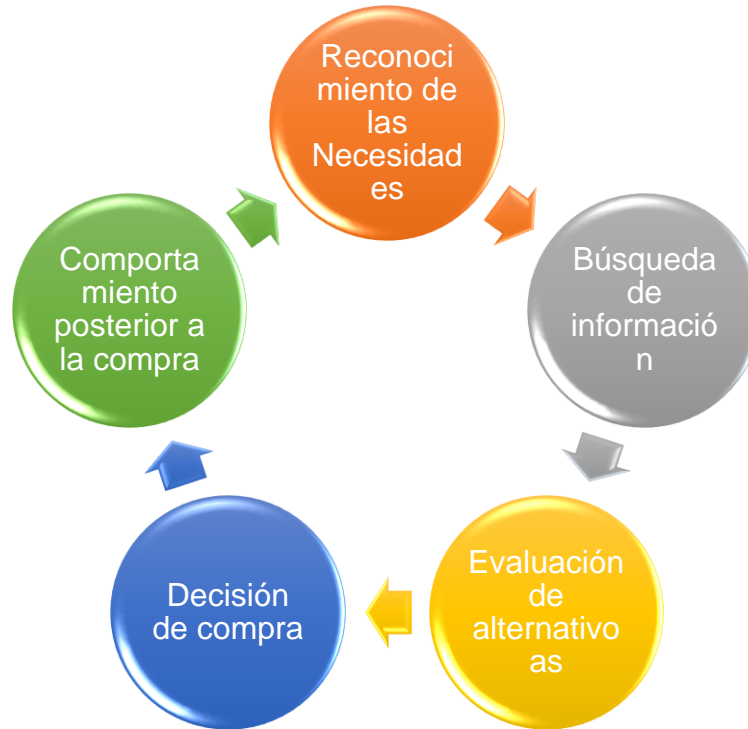 Reconoci
miento de
las
Necesidad
es
Búsqueda
de
informació
n
Evaluación
de
alternativo
as
Decisión
de compra
Comporta
miento
posterior a
la compra